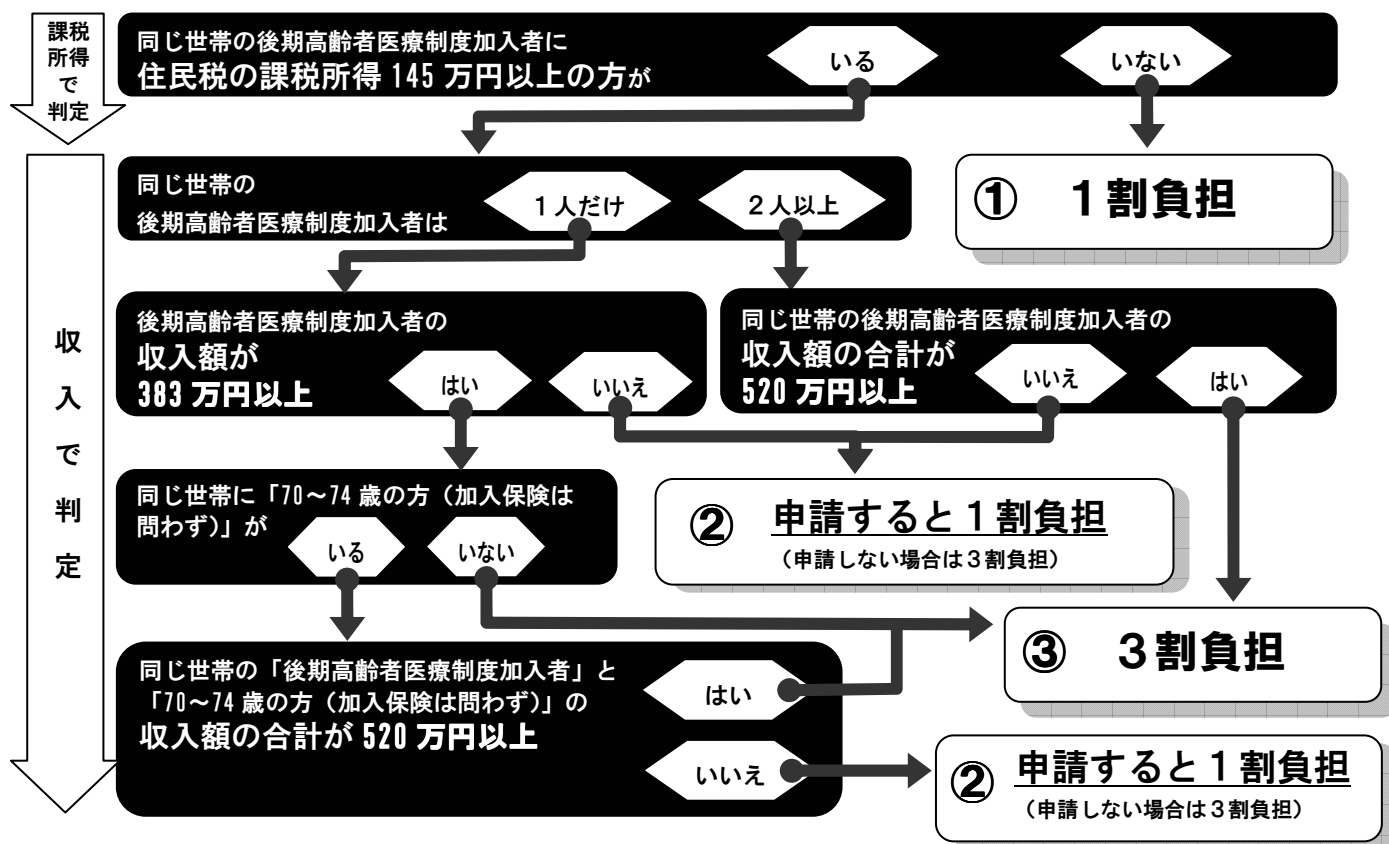 課税
所得
で
判定
同じ世帯の後期高齢者医療制度加入者に
住民税の課税所得145万円以上の方が
いる
いない
収
入
で
判
定
同じ世帯の
後期高齢者医療制度加入者は
１人だけ
２人以上
① １割負担
後期高齢者医療制度加入者の
収入額が
383万円以上
はい
いいえ
同じ世帯の後期高齢者医療制度加入者の
収入額の合計が
520万円以上
いいえ
はい
同じ世帯に「70～74歳の方（加入保険は
問わず）」が
いる
いない
② 申請すると１割負担
（申請しない場合は３割負担）
③ ３割負担
同じ世帯の「後期高齢者医療制度加入者」と
「70～74歳の方（加入保険は問わず）」の
収入額の合計が520万円以上
はい
いいえ
② 申請すると１割負担
（申請しない場合は３割負担）